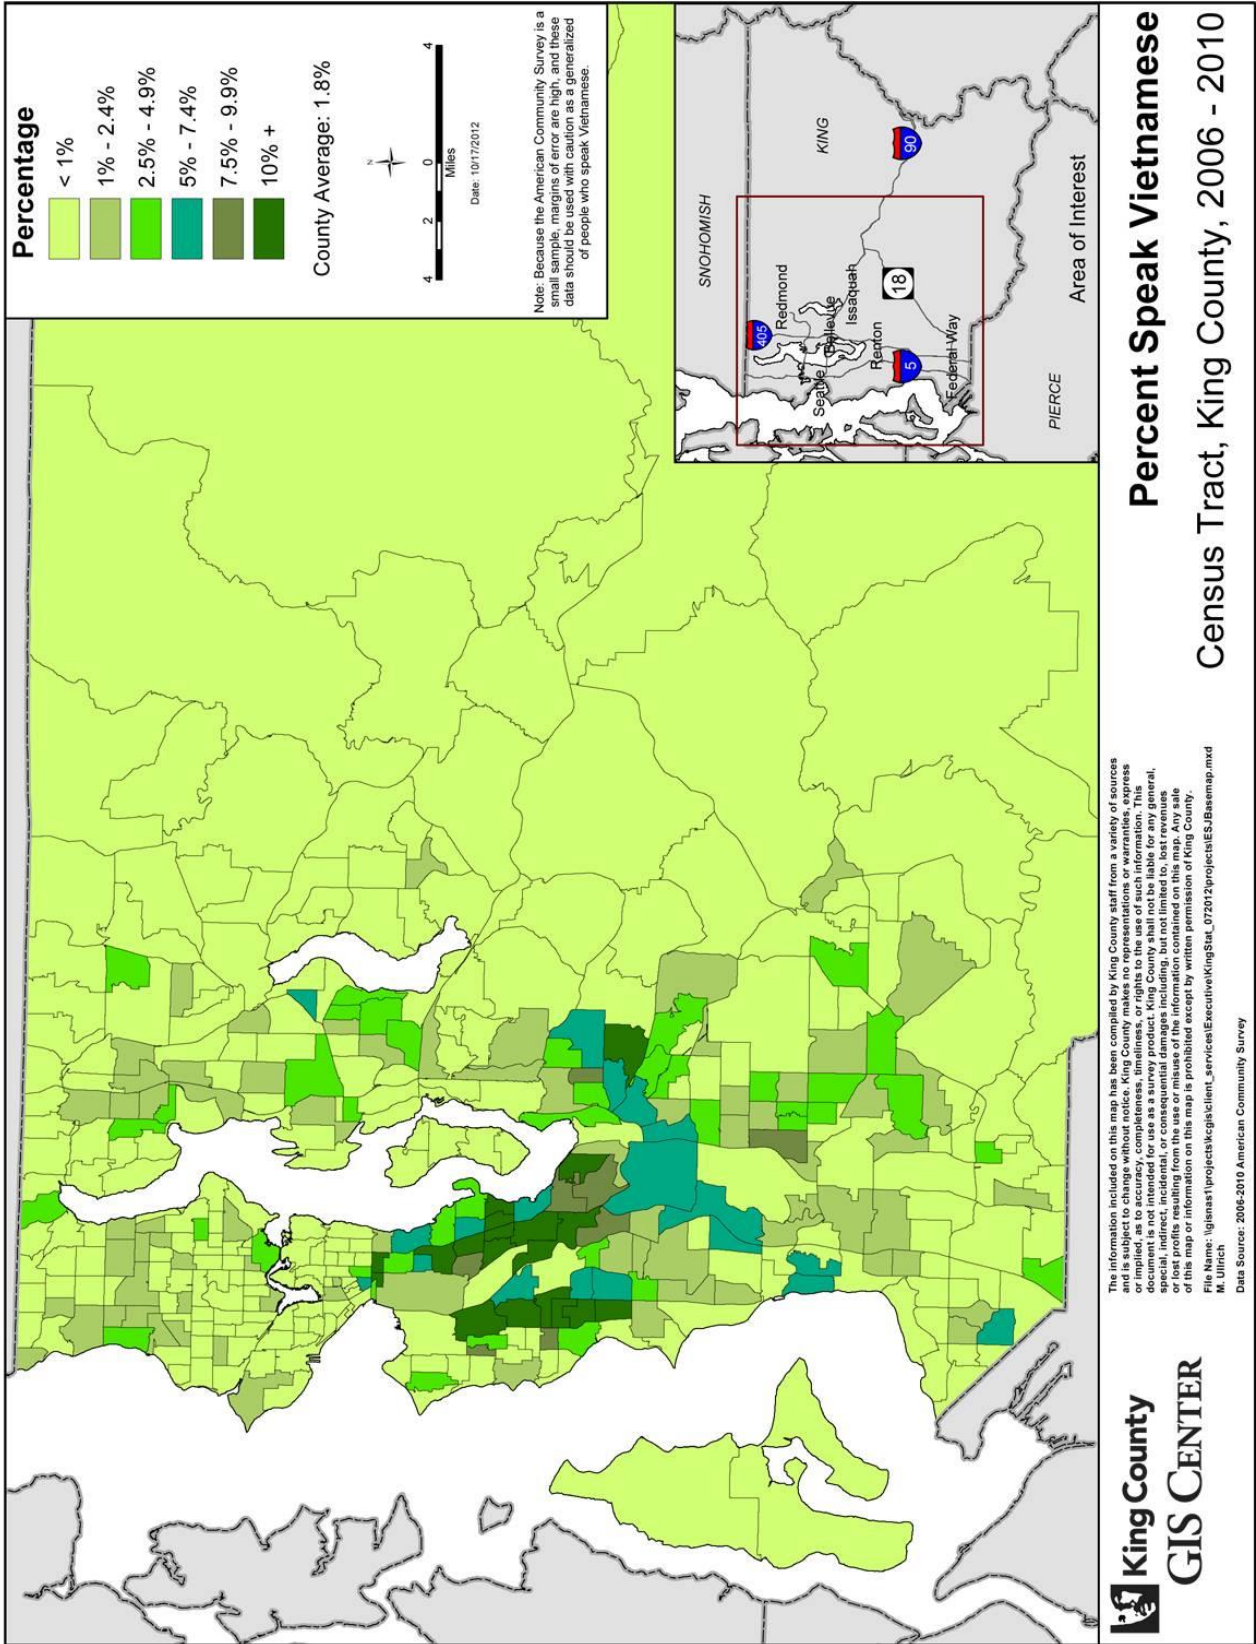 Percentage
< 1%
1% - 2.4%
2.5% - 4.9%
5% - 7.4%
7.5% - 9.9%
10% +
County Average: 1.8%
N
4 2 0 4
Miles
Date: 10/17/2012
Note: Because the American Community Survey is a
small sample, margins of error are high, and these
data should be used with caution as a generalized
of people who speak Vietnamese.
SNOHOMISH
KING
PIERCE
405
90
5
18
Redmond
Seattle
Bellevue
Issaquah
Renton
Federal Way
Area of Interest
King County
GIS CENTER
The information included on this map has been compiled by King County staff from a variety of sources
and is subject to change without notice. King County makes no representations or warranties, express
or implied, as to accuracy, completeness, timeliness, or rights to the use of such information. This
document is not intended for use as a survey product. King County shall not be liable for any general,
special, indirect, incidental, or consequential damages including, but not limited to, lost revenues
or lost profits resulting from the use or misuse of the information contained on this map. Any sale
of this map or information on this map is prohibited except by written permission of King County.
File Name: \\gisnas1\projects\kcgis\client_services\Executive\KingStat_072012\projects\ESJBasemap.mxd
M. Ullrich
Data Source: 2006-2010 American Community Survey
Percent Speak Vietnamese
Census Tract, King County, 2006 - 2010